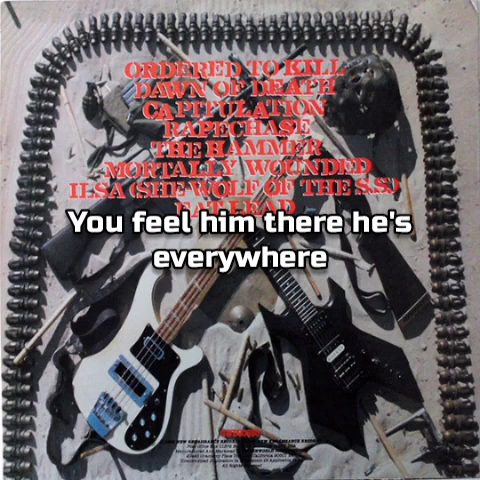 ORDERED TO KILL
DAWN OF DEATH
CAPITULATION
RAPECHASE
THE HAMMER
MORTALLY WOUNDED
ILSA (SHE-WOLF OF THE S.S.)
EAT LEAD
You feel him there he's
everywhere